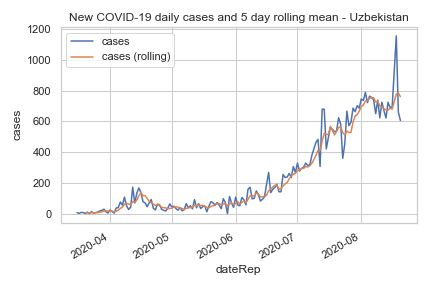 New COVID-19 daily cases and 5 day rolling mean - Uzbekistan
cases
cases (rolling)
1200
1000
800
600
400
200
0
cases
2020-04
2020-05
2020-06
2020-07
2020-08
dateRep